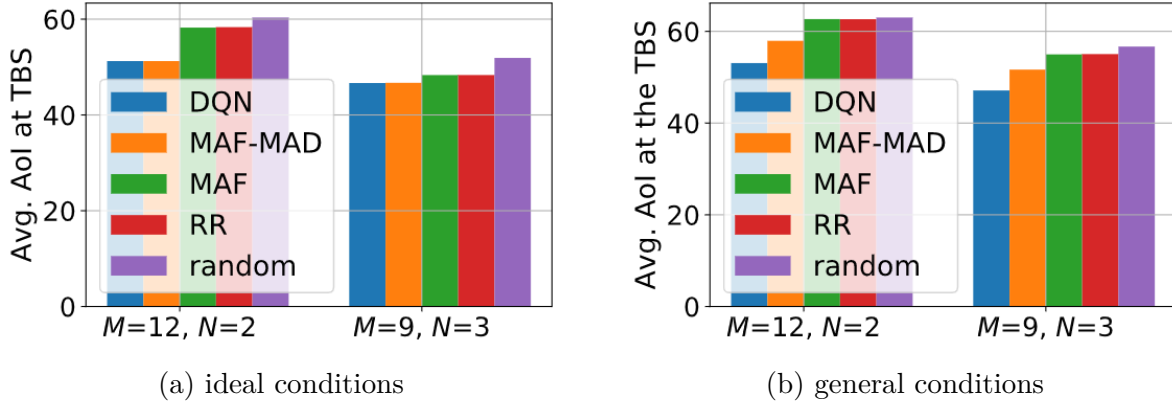 Avg. AoI at TBS
60
40
20
0
DQN
MAF-MAD
MAF
RR
random
M=12, N=2
M=9, N=3
(a) ideal conditions
Avg. AoI at the TBS
60
40
20
0
DQN
MAF-MAD
MAF
RR
random
M=12, N=2
M=9, N=3
(b) general conditions